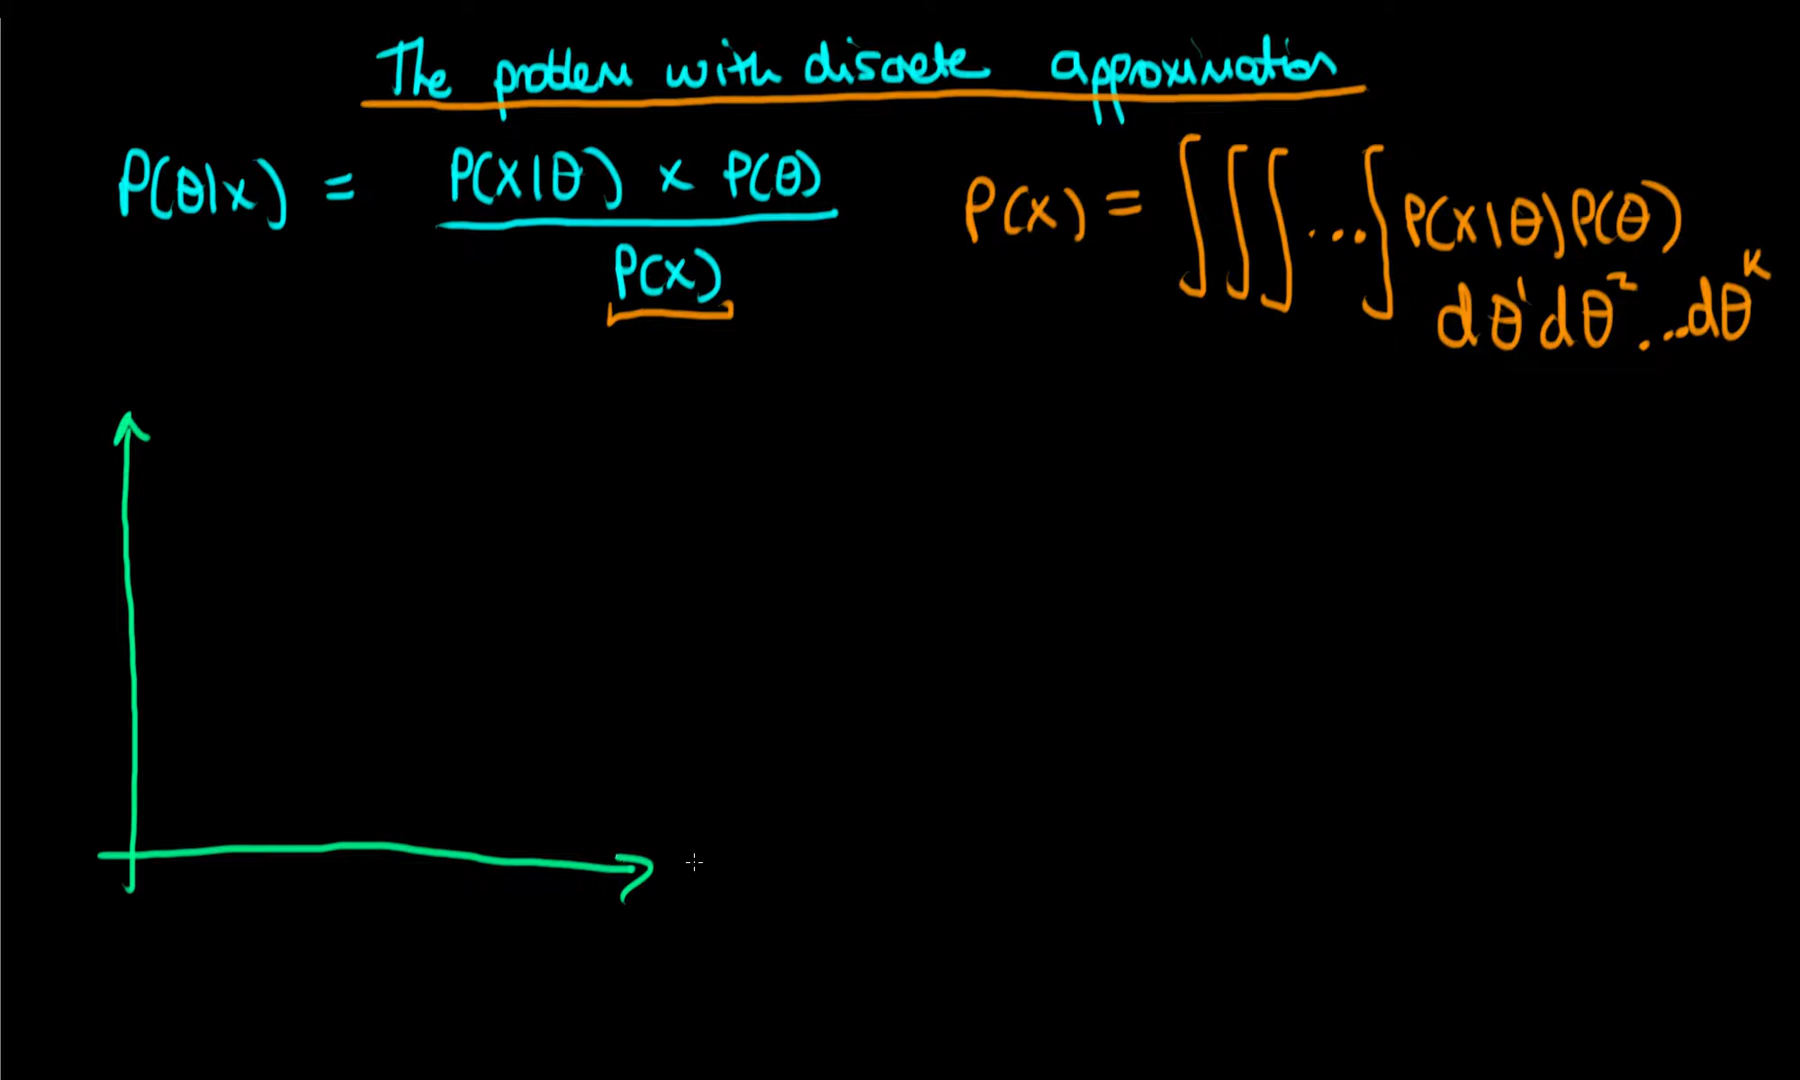 The problem with discrete approximation
P(θ|x) = P(X|θ) x P(θ)
P(x)
P(x) = ∫∫∫...∫P(X|θ)P(θ)
dθ¹dθ²...dθᴷ